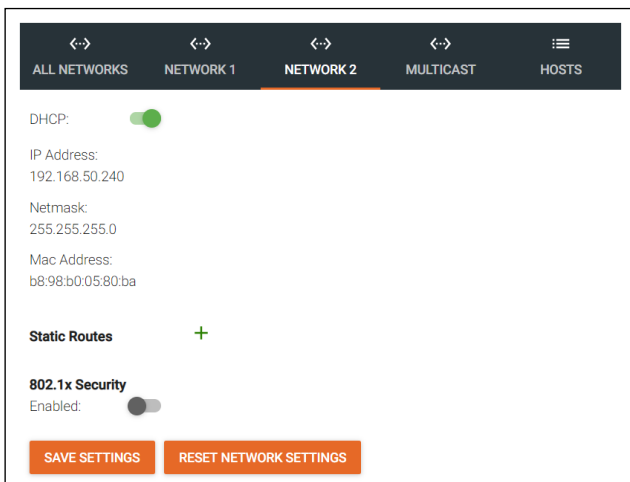 ALL NETWORKS NETWORK 1 NETWORK 2 MULTICAST HOSTS
DHCP:
IP Address:
192.168.50.240
Netmask:
255.255.255.0
Mac Address:
b8:98:b0:05:80:ba
Static Routes
802.1x Security
Enabled:
SAVE SETTINGS RESET NETWORK SETTINGS